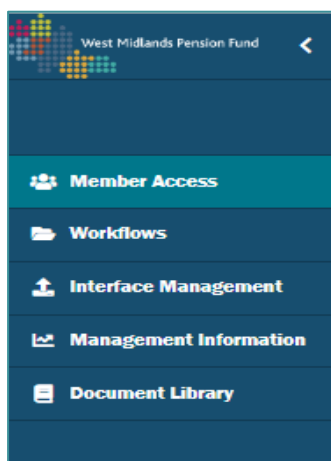 West Midlands Pension Fund
Member Access
Workflows
Interface Management
Management Information
Document Library